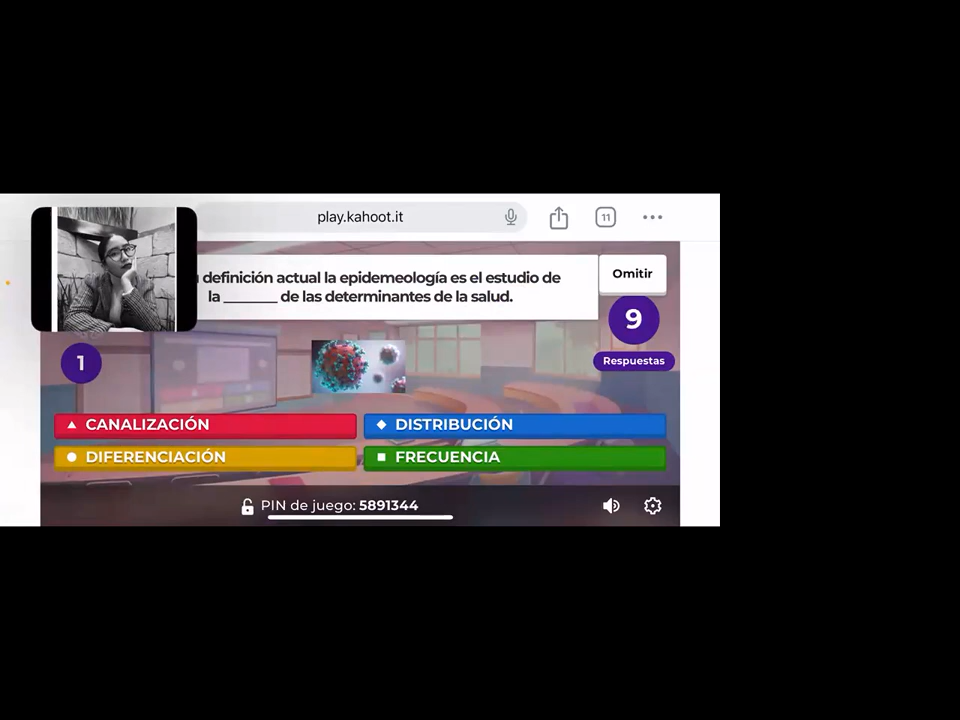 play.kahoot.it
11
definición actual la epidemeología es el estudio de
la _______ de las determinantes de la salud.
Omitir
9
Respuestas
1
CANALIZACIÓN
DISTRIBUCIÓN
DIFERENCIACIÓN
FRECUENCIA
PIN de juego: 5891344